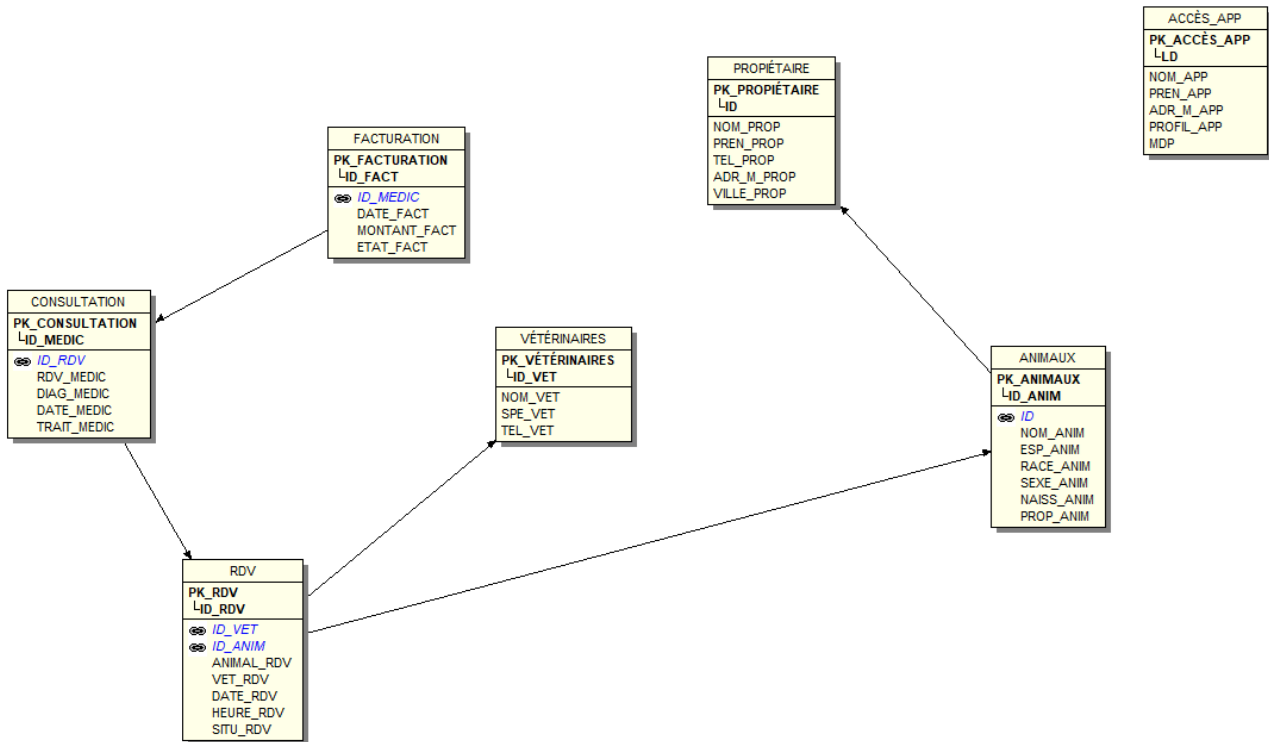 ACCÈS_APP
PK_ACCÈS_APP
LD
NOM_APP
PREN_APP
ADR_M_APP
PROFIL_APP
MDP
PROPIÉTAIRE
PK_PROPIÉTAIRE
ID
NOM_PROP
PREN_PROP
TEL_PROP
ADR_M_PROP
VILLE_PROP
FACTURATION
PK_FACTURATION
ID_FACT
ID_MEDIC
DATE_FACT
MONTANT_FACT
ETAT_FACT
CONSULTATION
PK_CONSULTATION
ID_MEDIC
ID_RDV
RDV_MEDIC
DIAG_MEDIC
DATE_MEDIC
TRAIT_MEDIC
VÉTÉRINAIRES
PK_VÉTÉRINAIRES
ID_VET
NOM_VET
SPE_VET
TEL_VET
ANIMAUX
PK_ANIMAUX
ID_ANIM
ID
NOM_ANIM
ESP_ANIM
RACE_ANIM
SEXE_ANIM
NAISS_ANIM
PROP_ANIM
RDV
PK_RDV
ID_RDV
ID_VET
ID_ANIM
ANIMAL_RDV
VET_RDV
DATE_RDV
HEURE_RDV
SITU_RDV